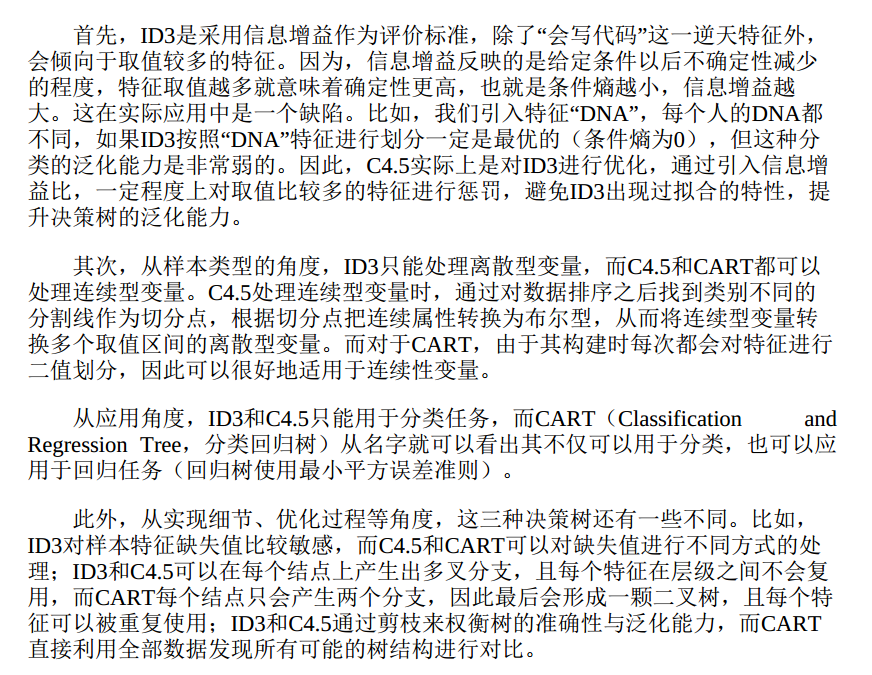 首先，ID3是采用信息增益作为评价标准，除了“会写代码”这一逆天特征外，
会倾向于取值较多的特征。因为，信息增益反映的是给定条件以后不确定性减少
的程度，特征取值越多就意味着确定性更高，也就是条件熵越小，信息增益越
大。这在实际应用中是一个缺陷。比如，我们引入特征“DNA”，每个人的DNA都
不同，如果ID3按照“DNA”特征进行划分一定是最优的（条件熵为0），但这种分
类的泛化能力是非常弱的。因此，C4.5实际上是对ID3进行优化，通过引入信息增
益比，一定程度上对取值比较多的特征进行惩罚，避免ID3出现过拟合的特性，提
升决策树的泛化能力。
其次，从样本类型的角度，ID3只能处理离散型变量，而C4.5和CART都可以
处理连续型变量。C4.5处理连续型变量时，通过对数据排序之后找到类别不同的
分割线作为切分点，根据切分点把连续属性转换为布尔型，从而将连续型变量转
换多个取值区间的离散型变量。而对于CART，由于其构建时每次都会对特征进行
二值划分，因此可以很好地适用于连续性变量。
从应用角度，ID3和C4.5只能用于分类任务，而CART（Classification and
Regression Tree，分类回归树）从名字就可以看出其不仅可以用于分类，也可以应
用于回归任务（回归树使用最小平方误差准则）。
此外，从实现细节、优化过程等角度，这三种决策树还有一些不同。比如，
ID3对样本特征缺失值比较敏感，而C4.5和CART可以对缺失值进行不同方式的处
理；ID3和C4.5可以在每个结点上产生出多叉分支，且每个特征在层级之间不会复
用，而CART每个结点只会产生两个分支，因此最后会形成一颗二叉树，且每个特
征可以被重复使用；ID3和C4.5通过剪枝来权衡树的准确性与泛化能力，而CART
直接利用全部数据发现所有可能的树结构进行对比。